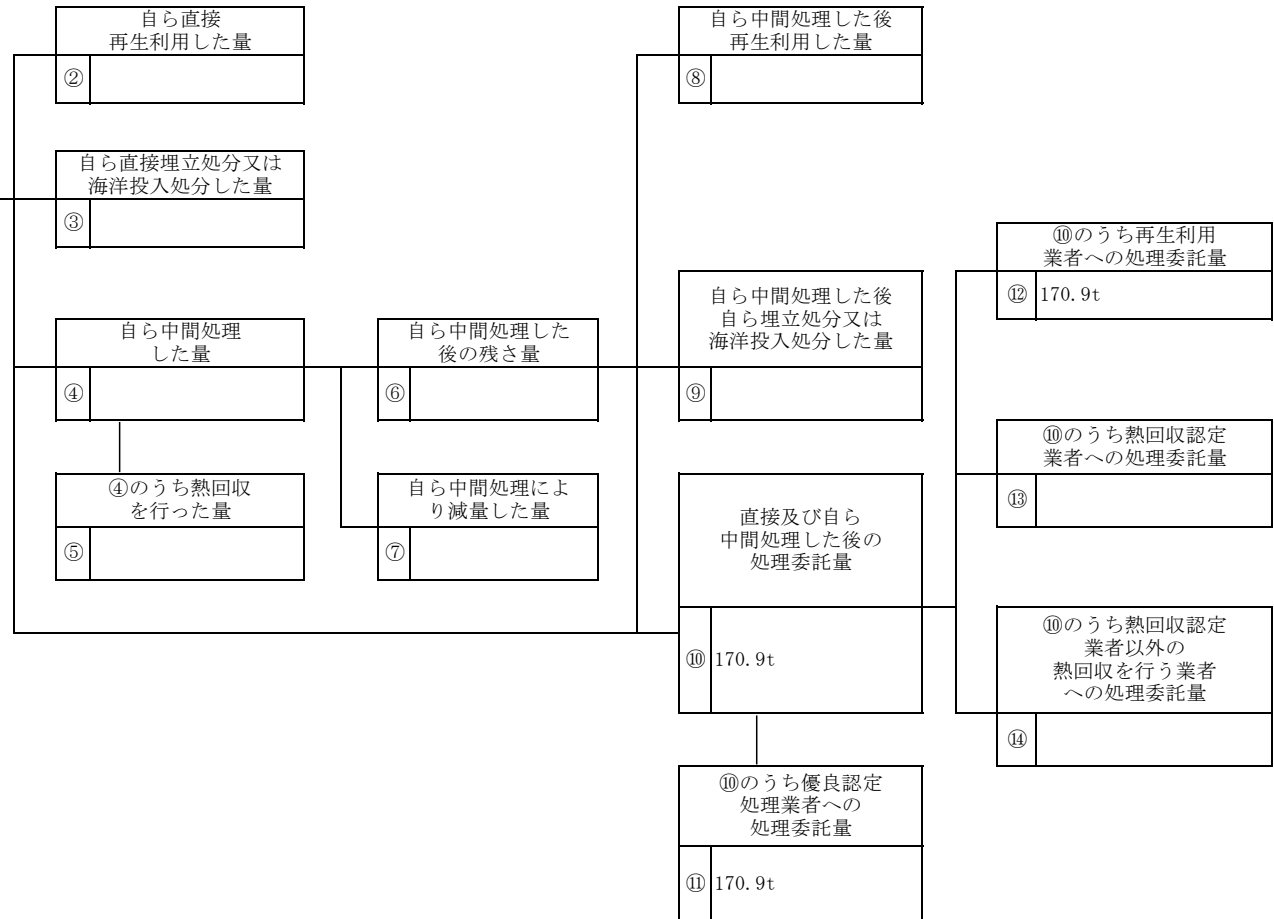 自ら直接
再生利用した量
②
自ら中間処理した後
再生利用した量
⑧
自ら直接埋立処分又は
海洋投入処分した量
③
⑩のうち再生利用
業者への処理委託量
⑫ 170.9t
自ら中間処理
した量
④
自ら中間処理した
後の残さ量
⑥
自ら中間処理した後
自ら埋立処分又は
海洋投入処分した量
⑨
⑩のうち熱回収認定
業者への処理委託量
⑬
④のうち熱回収
を行った量
⑤
自ら中間処理によ
り減量した量
⑦
直接及び自ら
中間処理した後の
処理委託量
⑩ 170.9t
⑩のうち熱回収認定
業者以外の
熱回収を行う業者
への処理委託量
⑭
⑩のうち優良認定
処理業者への
処理委託量
⑪ 170.9t